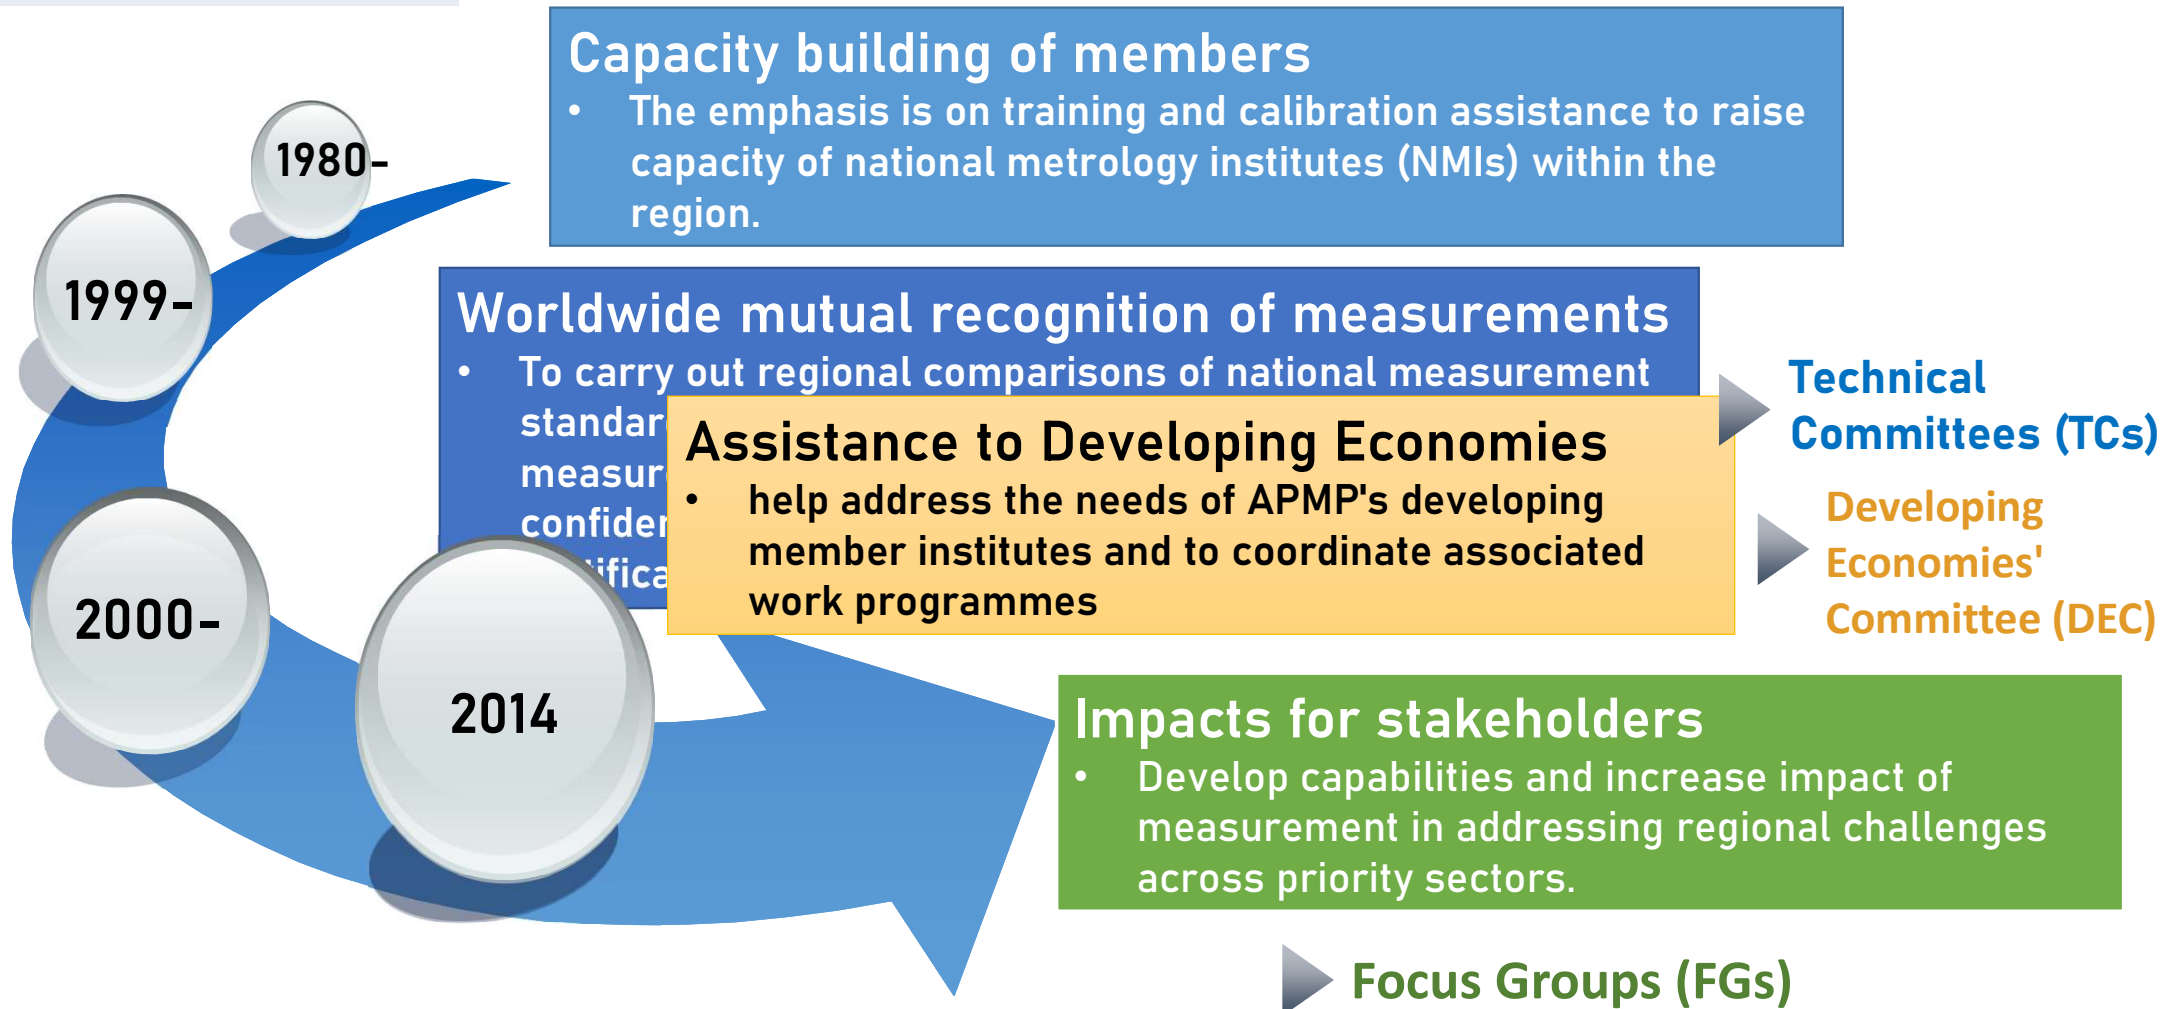 1980-
Capacity building of members
• The emphasis is on training and calibration assistance to raise
capacity of national metrology institutes (NMIs) within the
region.
1999-
Worldwide mutual recognition of measurements
• To carry out regional comparisons of national measurement
Technical
Committees (TCs)
2000-
Assistance to Developing Economies
• help address the needs of APMP's developing
member institutes and to coordinate associated
work programmes
Developing
Economies'
Committee (DEC)
2014
Impacts for stakeholders
• Develop capabilities and increase impact of
measurement in addressing regional challenges
across priority sectors.
Focus Groups (FGs)